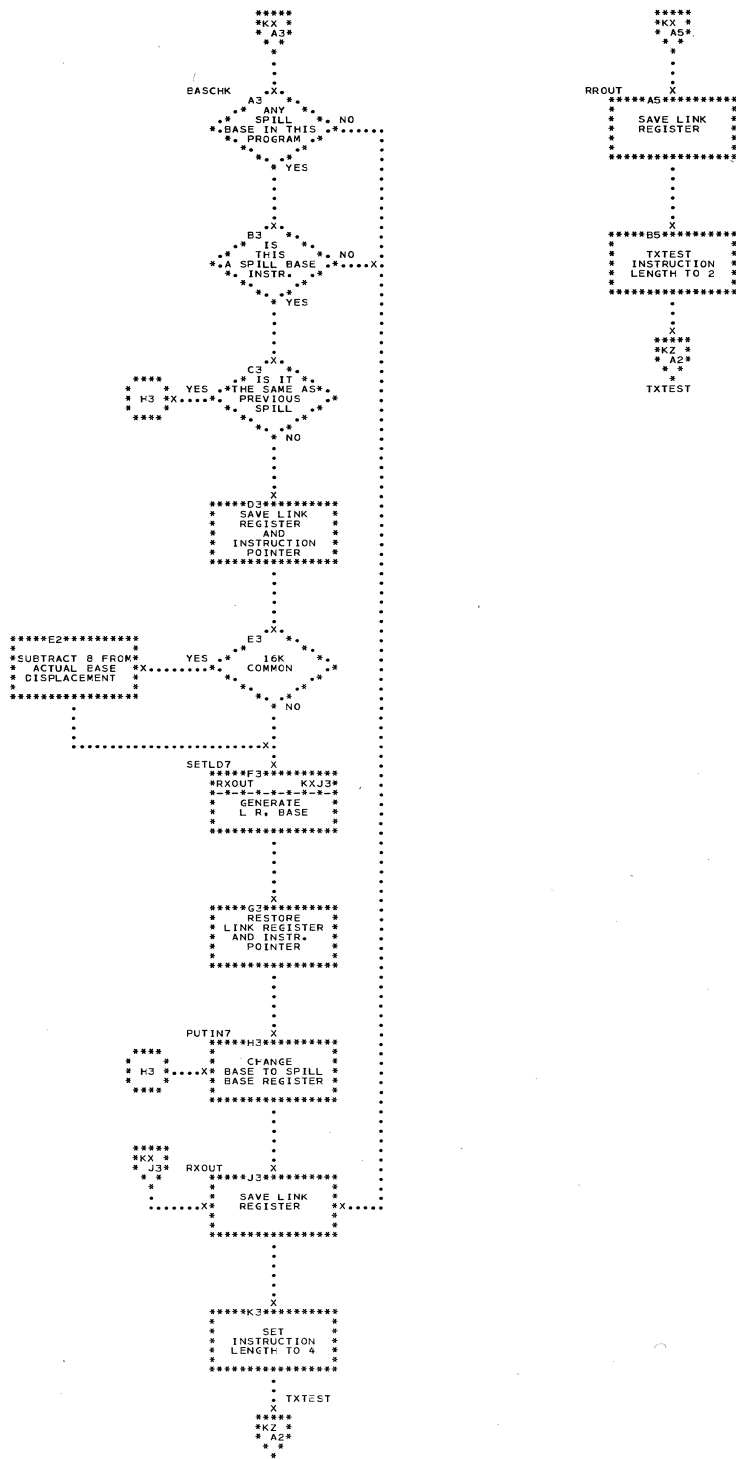 *KX *
* A3*
BASCHK
A3
ANY
SPILL
BASE IN THIS
PROGRAM
NO
YES
B3
IS
THIS
A SPILL BASE
INSTR.
NO
YES
C3
IS IT
THE SAME AS
PREVIOUS
SPILL
YES
H3
NO
D3
SAVE LINK
REGISTER
AND
INSTRUCTION
POINTER
E3
16K
COMMON
YES
NO
E2
SUBTRACT 8 FROM
ACTUAL BASE
DISPLACEMENT
SETLD7
F3
*RXOUT KXJ3*
*-*-*-*-*-*-*-*-*
GENERATE
L R, BASE
G3
RESTORE
LINK REGISTER
AND INSTR.
POINTER
PUTIN7
H3
CHANGE
BASE TO SPILL
BASE REGISTER
H3
*KX *
* J3*
RXOUT
J3
SAVE LINK
REGISTER
K3
SET
INSTRUCTION
LENGTH TO 4
TXTEST
*KZ *
* A2*
*KX *
* A5*
RROUT
A5
SAVE LINK
REGISTER
B5
TXTEST
INSTRUCTION
LENGTH TO 2
*KZ *
* A2*
TXTEST